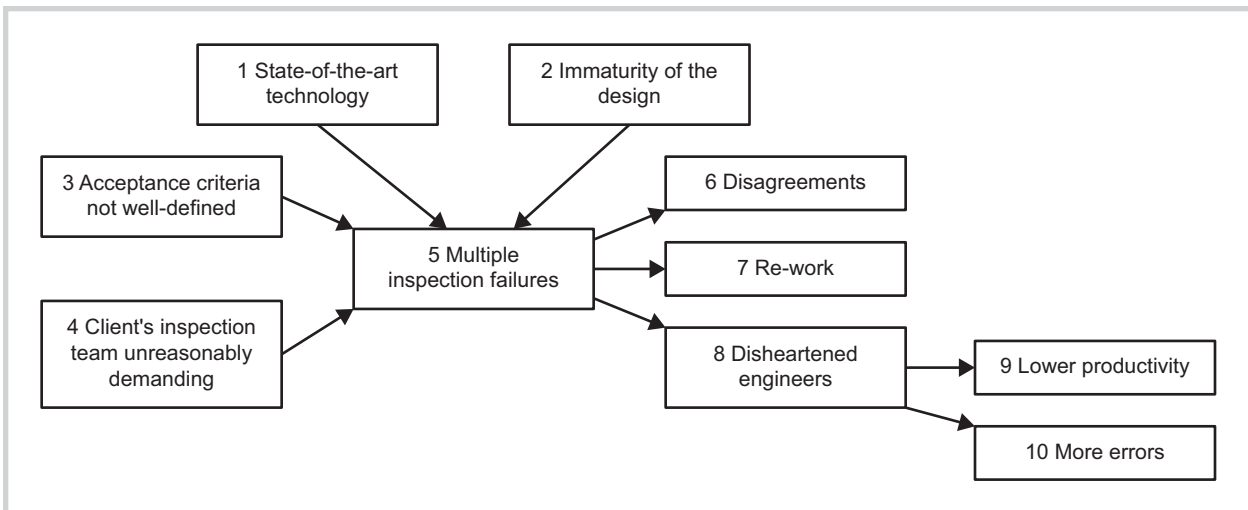 1 State-of-the-art
technology
2 Immaturity of the
design
3 Acceptance criteria
not well-defined
4 Client's inspection
team unreasonably
demanding
5 Multiple
inspection failures
6 Disagreements
7 Re-work
8 Disheartened
engineers
9 Lower productivity
10 More errors